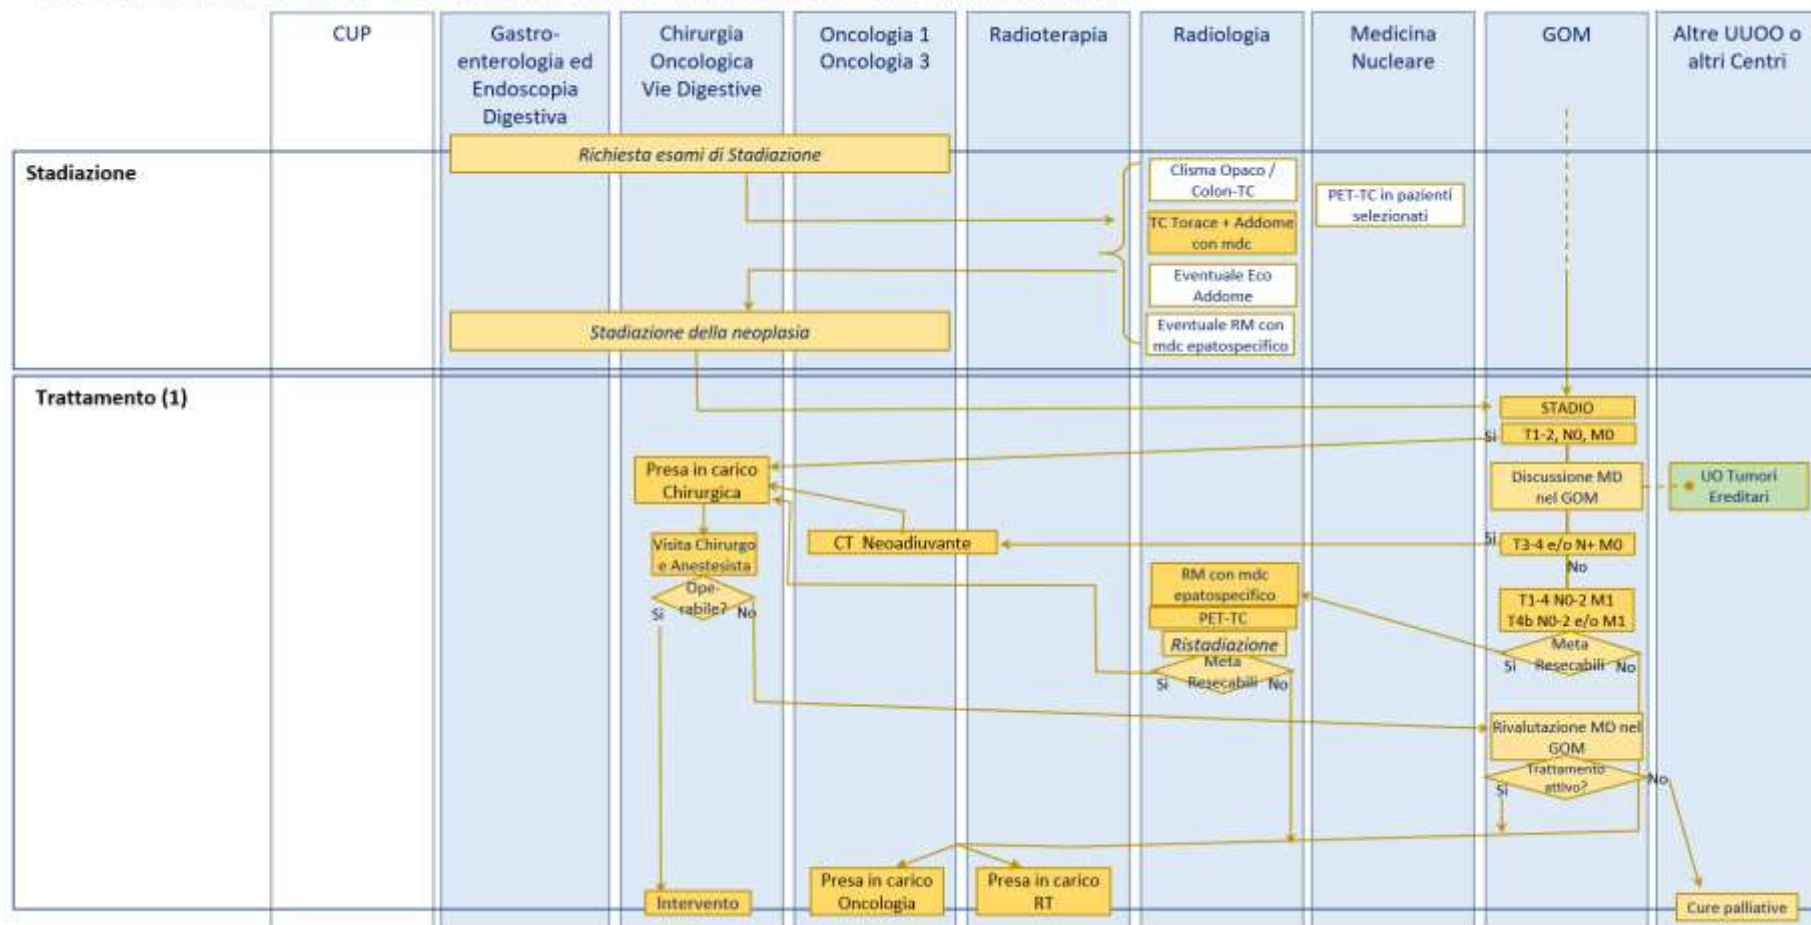 CUP
Gastro-
enterologia ed
Endoscopia
Digestiva
Chirurgia
Oncologica
Vie Digestive
Oncologia 1
Oncologia 3
Radioterapia
Radiologia
Medicina
Nucleare
GOM
Altre UUOO o
altri Centri
Stadiazione
Richiesta esami di Stadiazione
Clisma Opaco /
Colon-TC
PET-TC in pazienti
selezionati
TC Torace + Addome
con mdc
Eventuale Eco
Addome
Eventuale RM con
mdc epatospecifico
Stadiazione della neoplasia
Trattamento (1)
STADIO
Si
T1-2, N0, M0
Presa in carico
Chirurgica
Discussione MD
nel GOM
UO Tumori
Ereditari
Visita Chirurgo
e Anestesista
CT Neoadiuvante
Si
T3-4 e/o N+ M0
No
Ope-
rabile?
Si
No
RM con mdc
epatospecifico
PET-TC
Ristadiazione
Meta
Resecabili
Si
No
T1-4 N0-2 M1
T4b N0-2 e/o M1
Meta
Resecabili
Si
No
Rivalutazione MD nel
GOM
Trattamento
attivo?
Si
No
Intervento
Presa in carico
Oncologia
Presa in carico
RT
Cure palliative